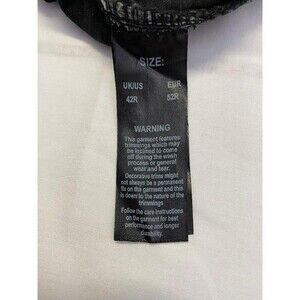 SIZE:
UK/US EUR
42R 52R
WARNING
This garment features
trimmings which may
be inclined to come
off during the wash
process or general
wear and tear.
Decorative trims might
not always be a permanent
fix on the garment and this
is down to the nature of the
trimmings
Follow the care instructions
on the garment for best
performance and longer
durability.